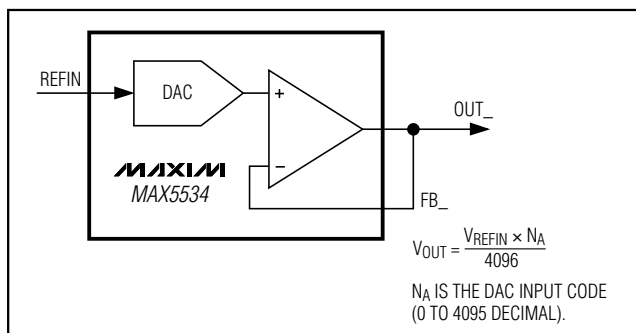 REFIN
DAC
+
−
OUT_
MAXIM
MAX5534
FB_
VOUT = VREFIN × NA
4096
NA IS THE DAC INPUT CODE
(0 TO 4095 DECIMAL).